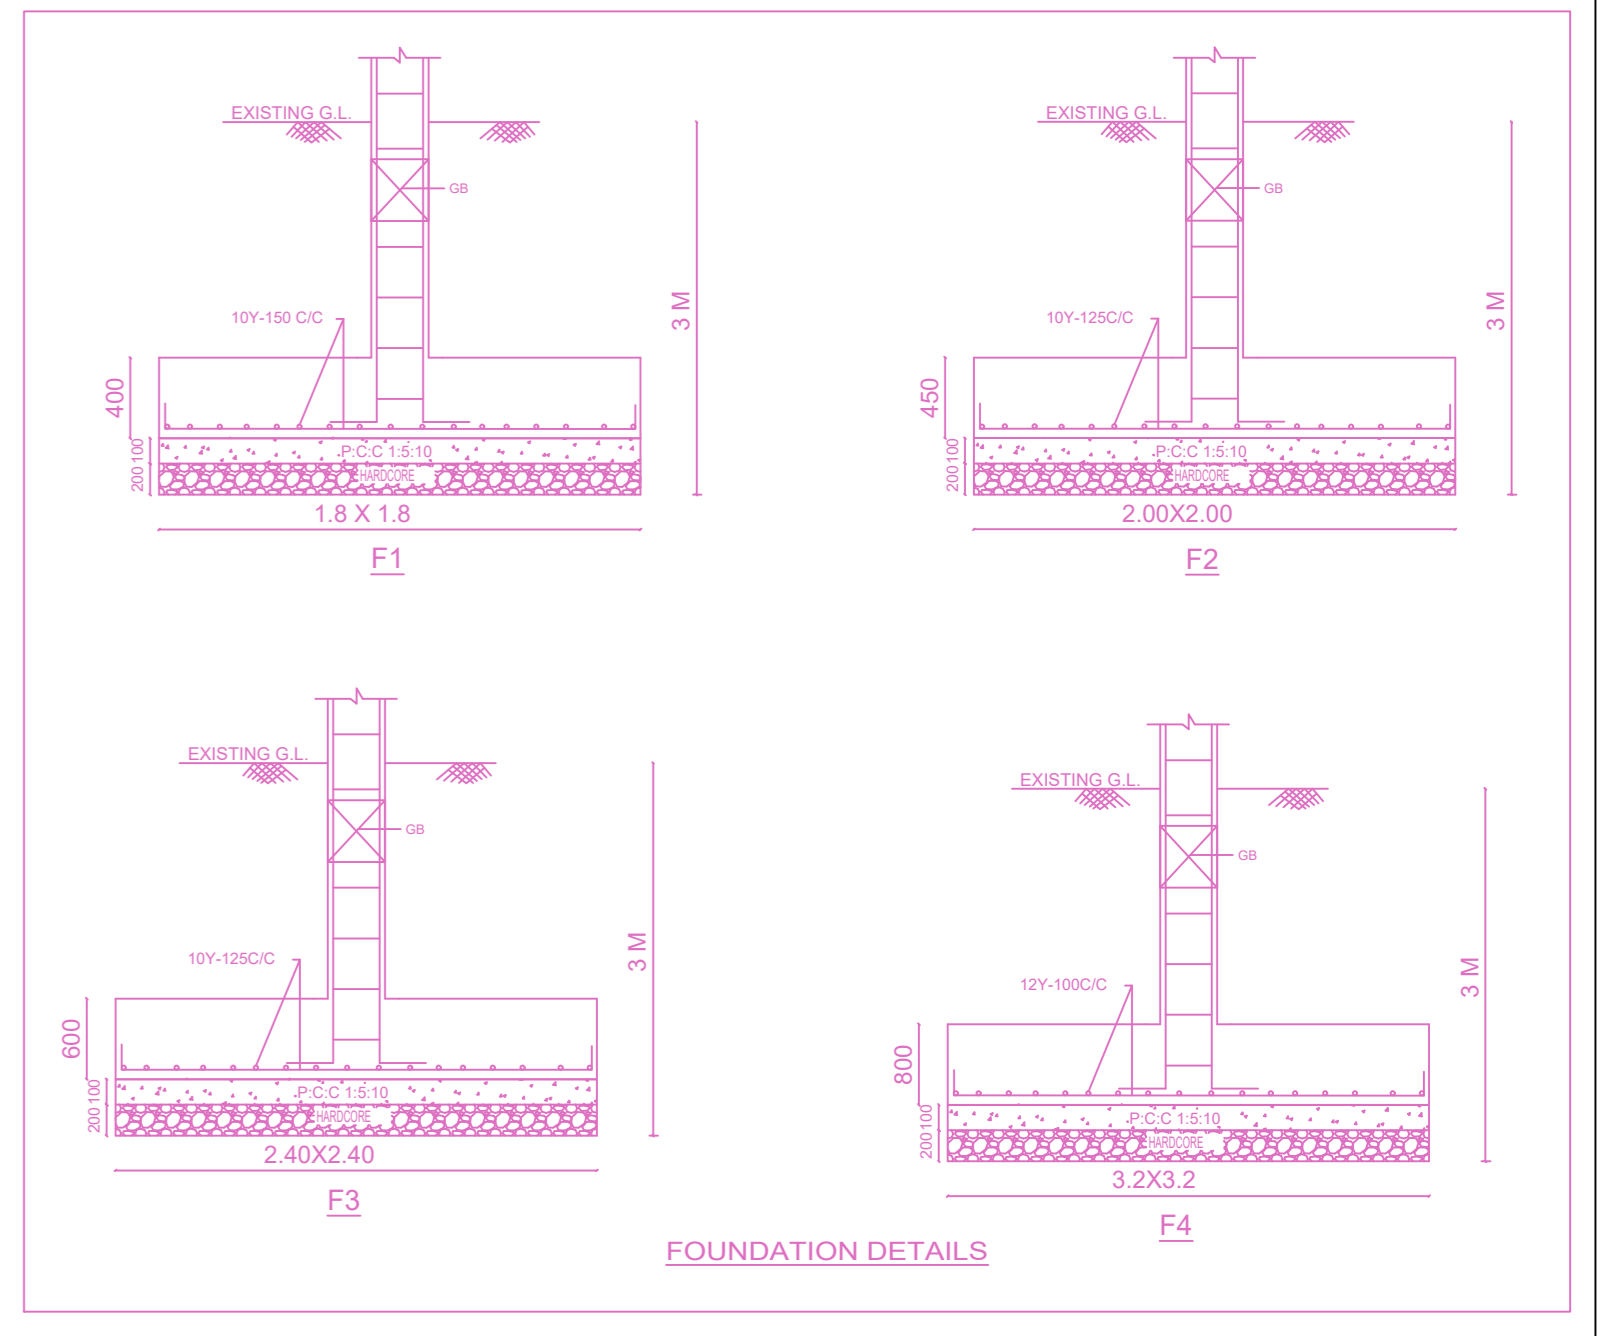 EXISTING G.L.
GB
10Y-150 C/C
3 M
400
100
200
P:C:C 1:5:10
HARDCORE
1.8 X 1.8
F1
EXISTING G.L.
GB
10Y-125C/C
3 M
450
100
200
P:C:C 1:5:10
HARDCORE
2.00X2.00
F2
EXISTING G.L.
GB
10Y-125C/C
3 M
600
100
200
P:C:C 1:5:10
HARDCORE
2.40X2.40
F3
EXISTING G.L.
GB
12Y-100C/C
3 M
800
100
200
P:C:C 1:5:10
HARDCORE
3.2X3.2
F4
FOUNDATION DETAILS